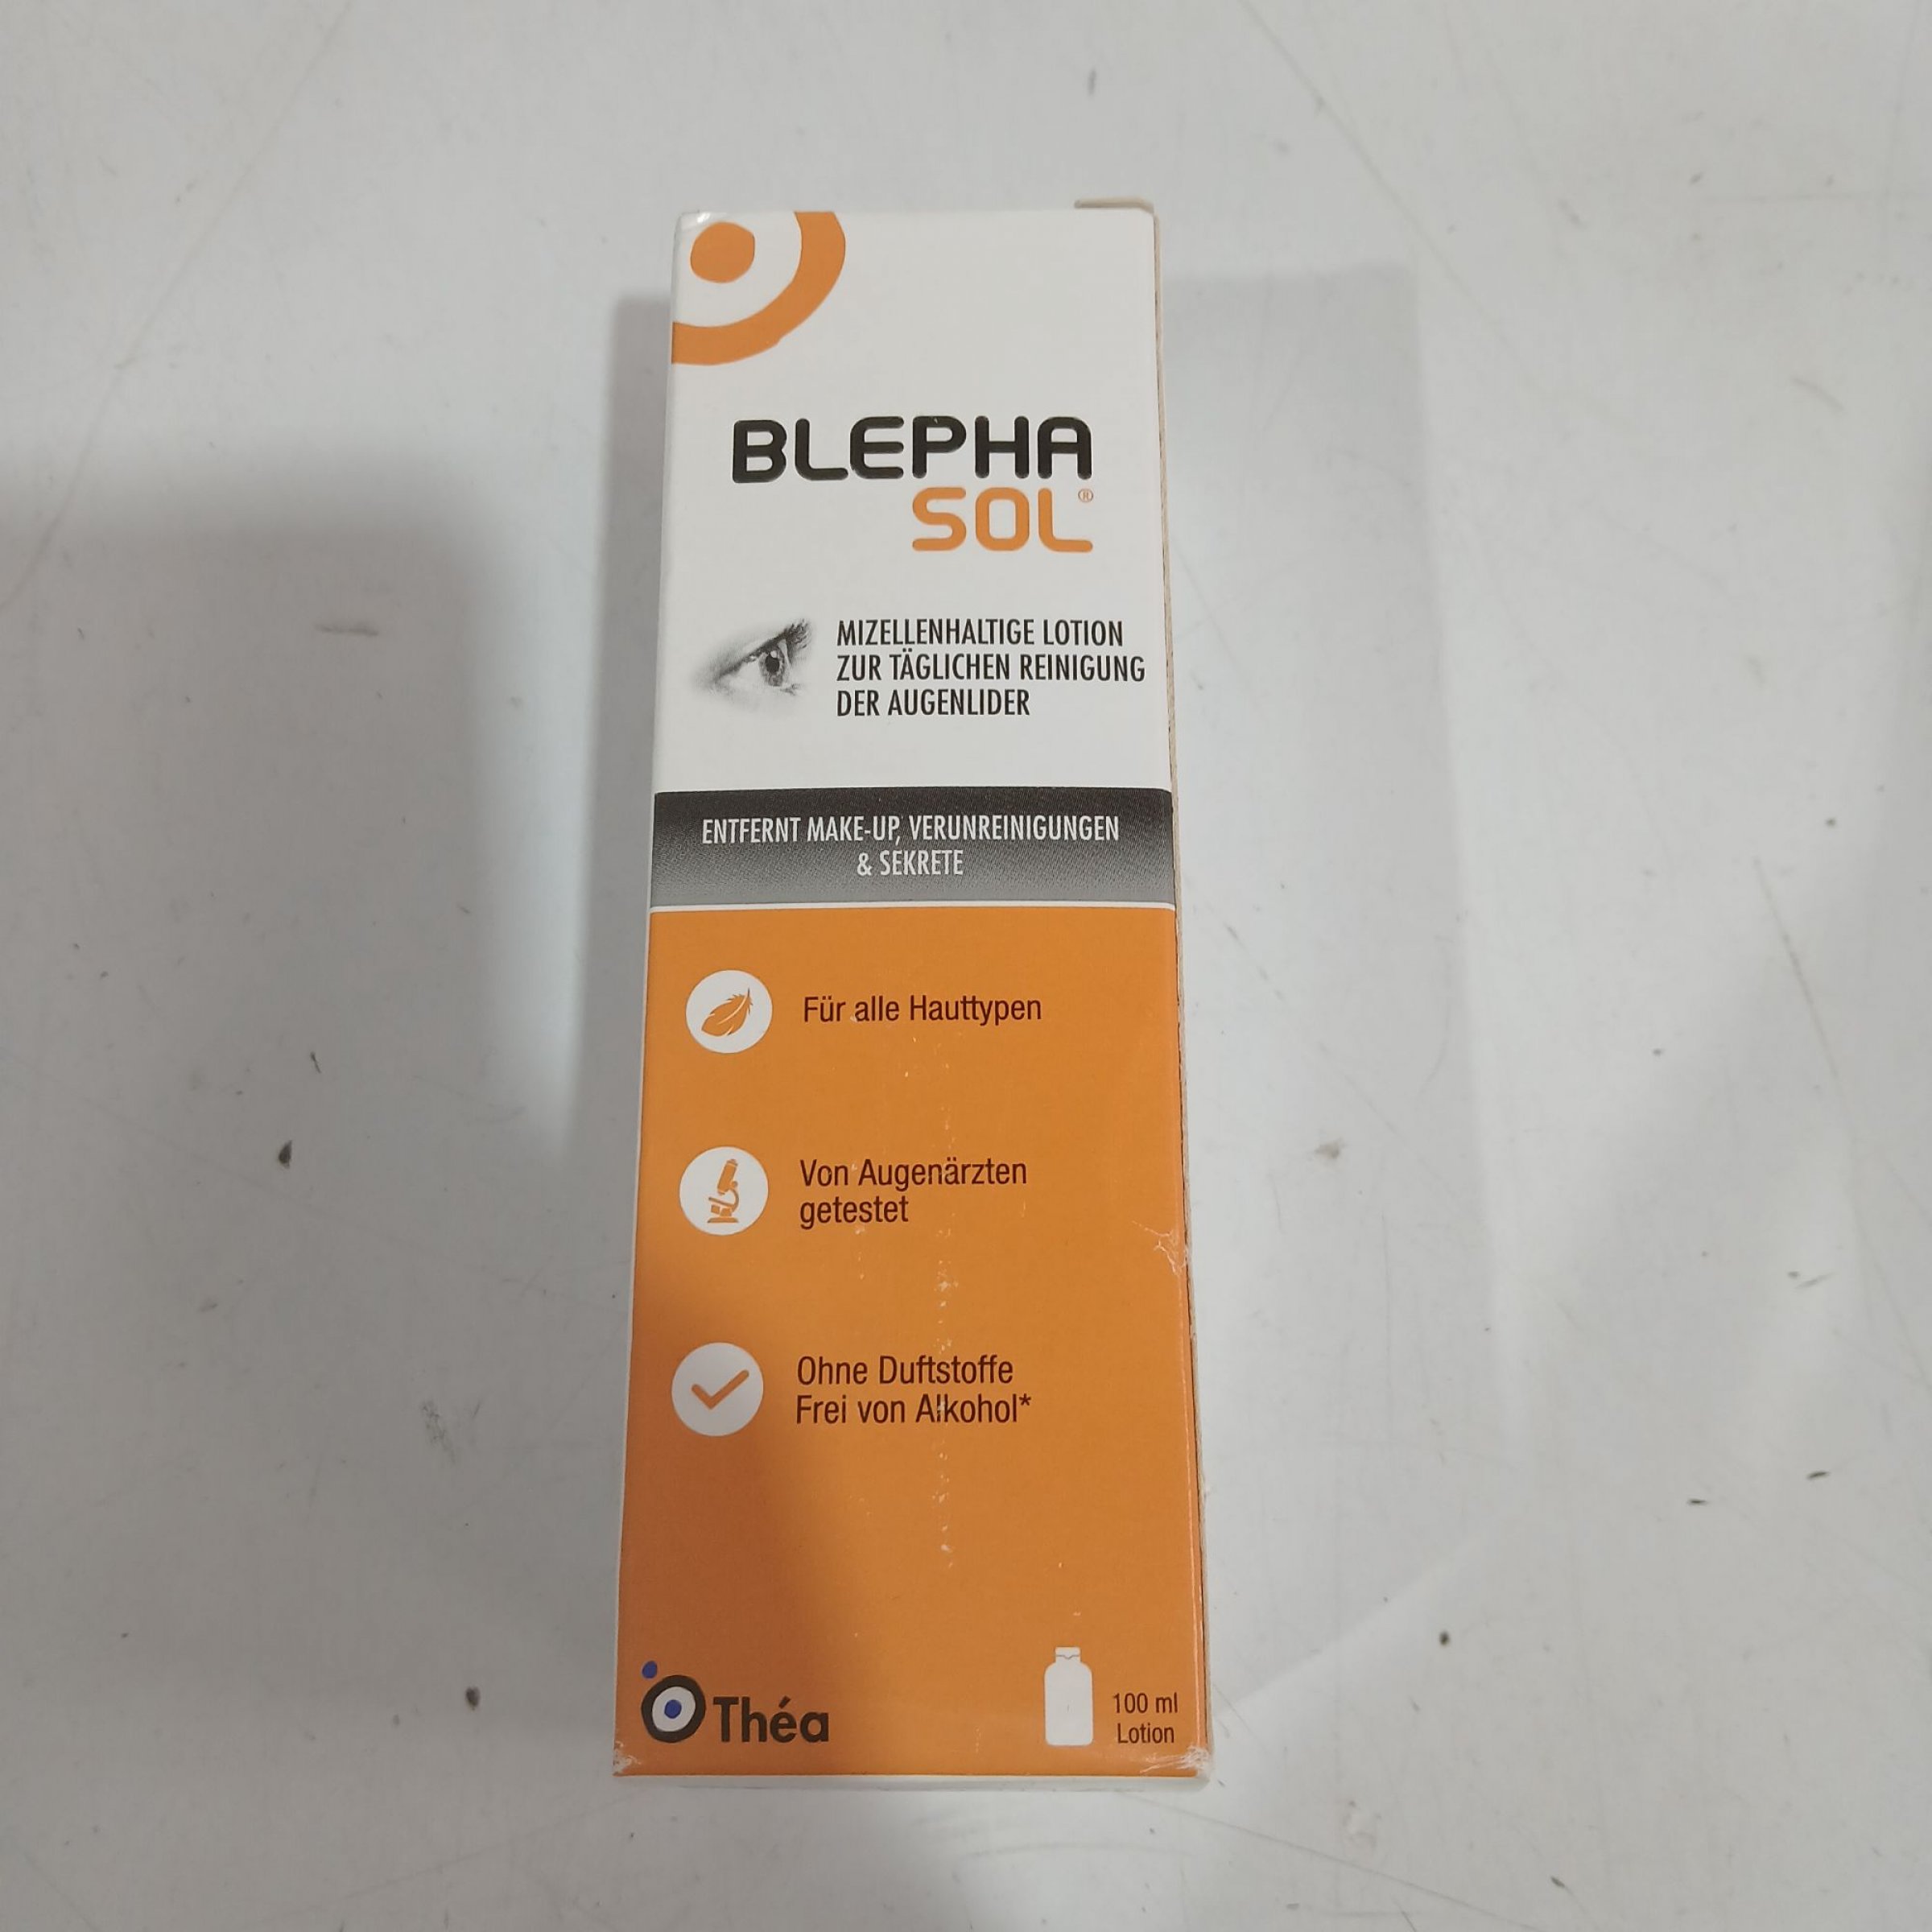 BLEPHA
SOL®
MIZELLENHALTIGE LOTION
ZUR TÄGLICHEN REINIGUNG
DER AUGENLIDER
ENTFERNT MAKE-UP, VERUNREINIGUNGEN
& SEKRETE
Für alle Hauttypen
Von Augenärzten
getestet
Ohne Duftstoffe
Frei von Alkohol*
Théa
100 ml
Lotion